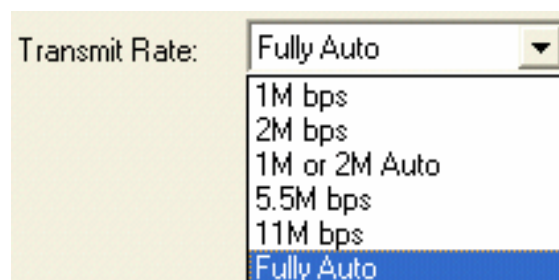 Transmit Rate: Fully Auto
1M bps
2M bps
1M or 2M Auto
5.5M bps
11M bps
Fully Auto